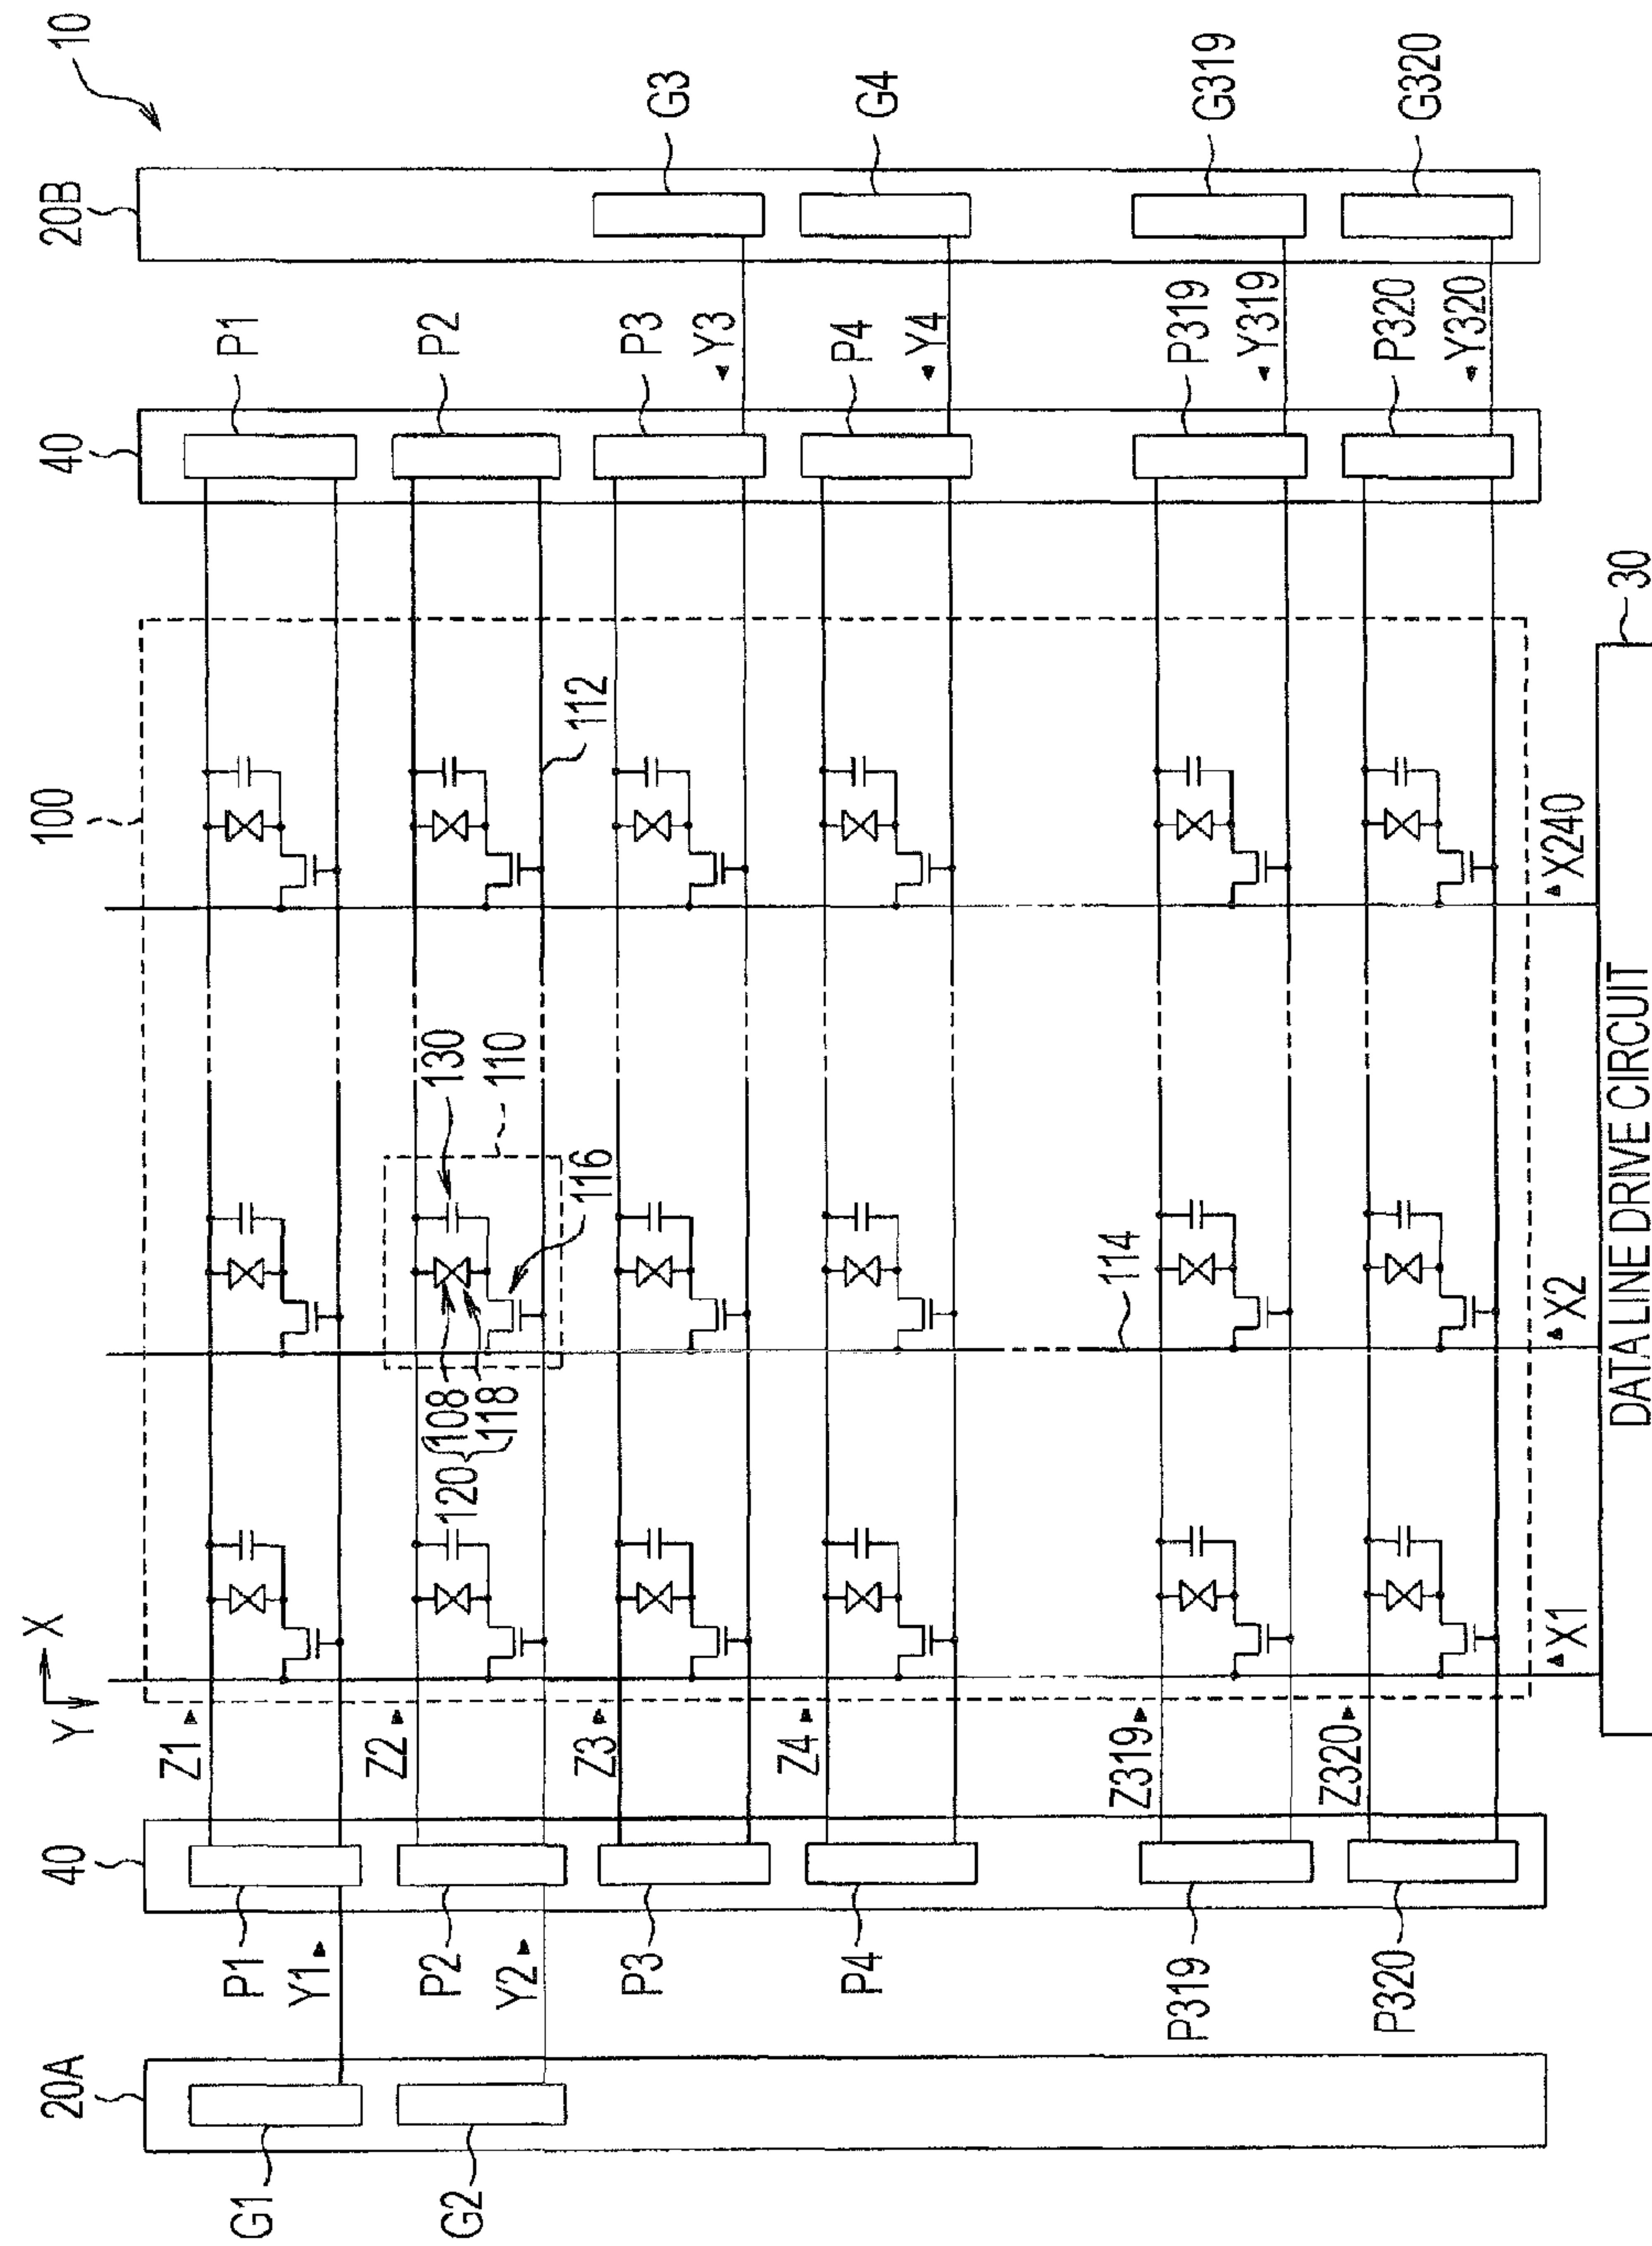 10
20A
40
100
40
20B
Y
X
Z1
Z2
Z3
Z4
Z319
Z320
G1
G2
P1
Y1
P2
Y2
P3
P4
P319
P320
120
108
118
130
110
116
112
114
P1
P2
P3
Y3
P4
Y4
P319
Y319
P320
Y320
G3
G4
G319
G320
X1
X2
X240
30
DATA LINE DRIVE CIRCUIT